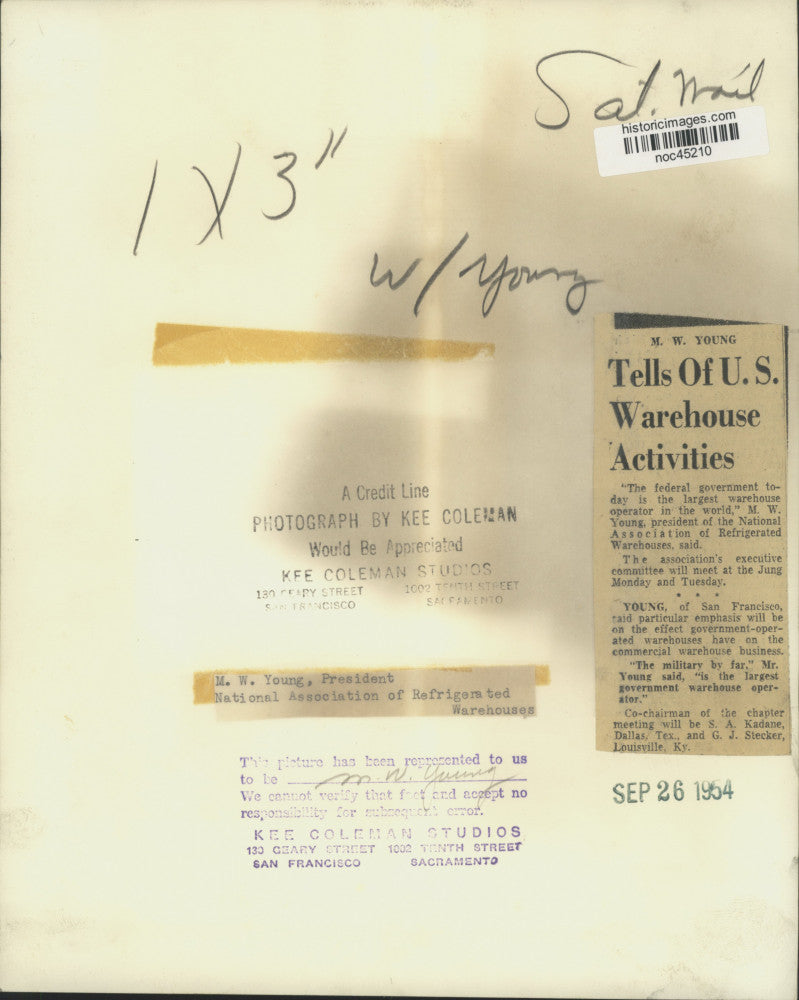 Sat. Mail
historicimages.com
noc45210
1 X 3"
w/ Young
M. W. YOUNG
Tells Of U. S.
Warehouse
Activities
"The federal government to-
day is the largest warehouse
operator in the world," M. W.
Young, president of the National
Association of Refrigerated
Warehouses, said.
The association's executive
committee will meet at the Jung
Monday and Tuesday.
* * *
YOUNG, of San Francisco,
said particular emphasis will be
on the effect government-oper-
ated warehouses have on the
commercial warehouse business.
"The military by far," Mr.
Young said, "is the largest
government warehouse oper-
ator."
Co-chairman of the chapter
meeting will be S. A. Kadane,
Dallas, Tex., and G. J. Stecker,
Louisville, Ky.
SEP 26 1954
A Credit Line
PHOTOGRAPH BY KEE COLEMAN
Would Be Appreciated
KEE COLEMAN STUDIOS
130 GEARY STREET 1002 TENTH STREET
SAN FRANCISCO SACRAMENTO
M. W. Young, President
National Association of Refrigerated
Warehouses
This picture has been represented to us
to be M. W. Young
We cannot verify that fact and accept no
responsibility for subsequent error.
KEE COLEMAN STUDIOS
130 GEARY STREET 1002 TENTH STREET
SAN FRANCISCO SACRAMENTO